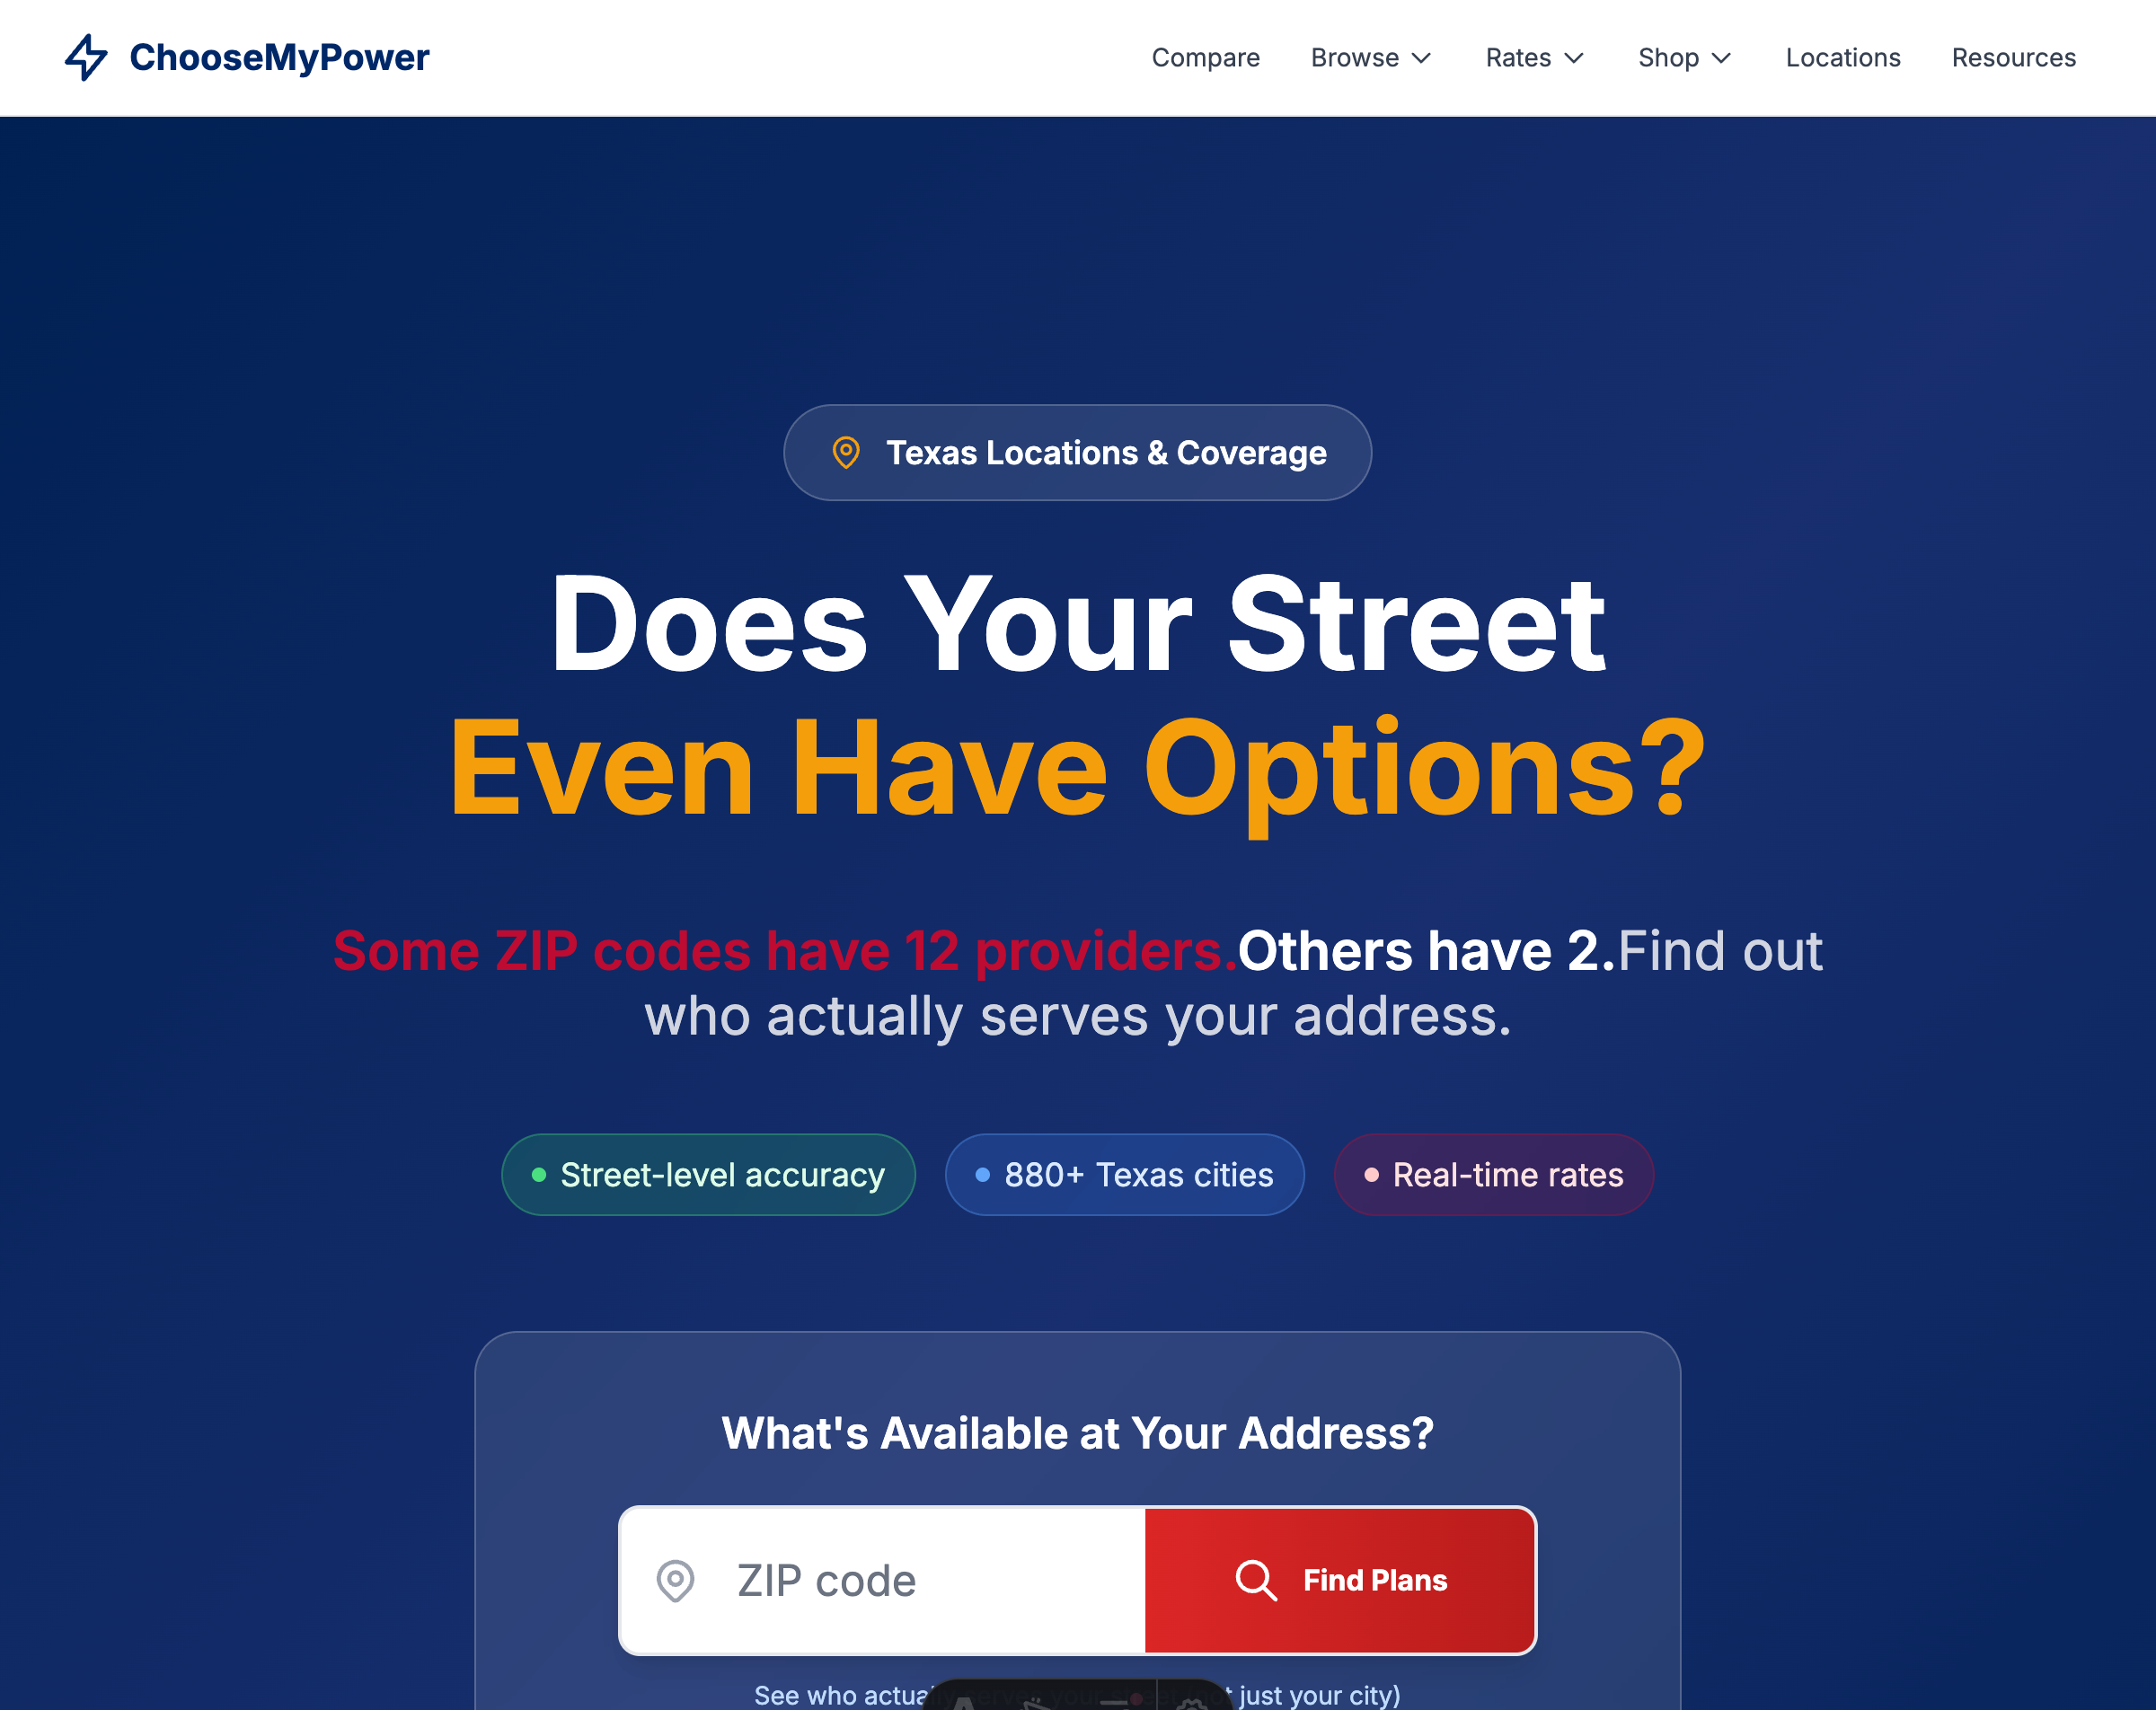 ChooseMyPower
Compare Browse Rates Shop Locations Resources
Texas Locations & Coverage
Does Your Street
Even Have Options?
Some ZIP codes have 12 providers.Others have 2.Find out
who actually serves your address.
Street-level accuracy 880+ Texas cities Real-time rates
What's Available at Your Address?
ZIP code Find Plans
See who just your city)